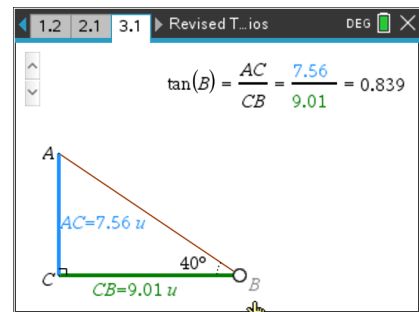 1.2 2.1 3.1 Revised T...ios DEG
tan(B) = AC/CB = 7.56/9.01 = 0.839
A
AC=7.56 u
40°
C B
CB=9.01 u